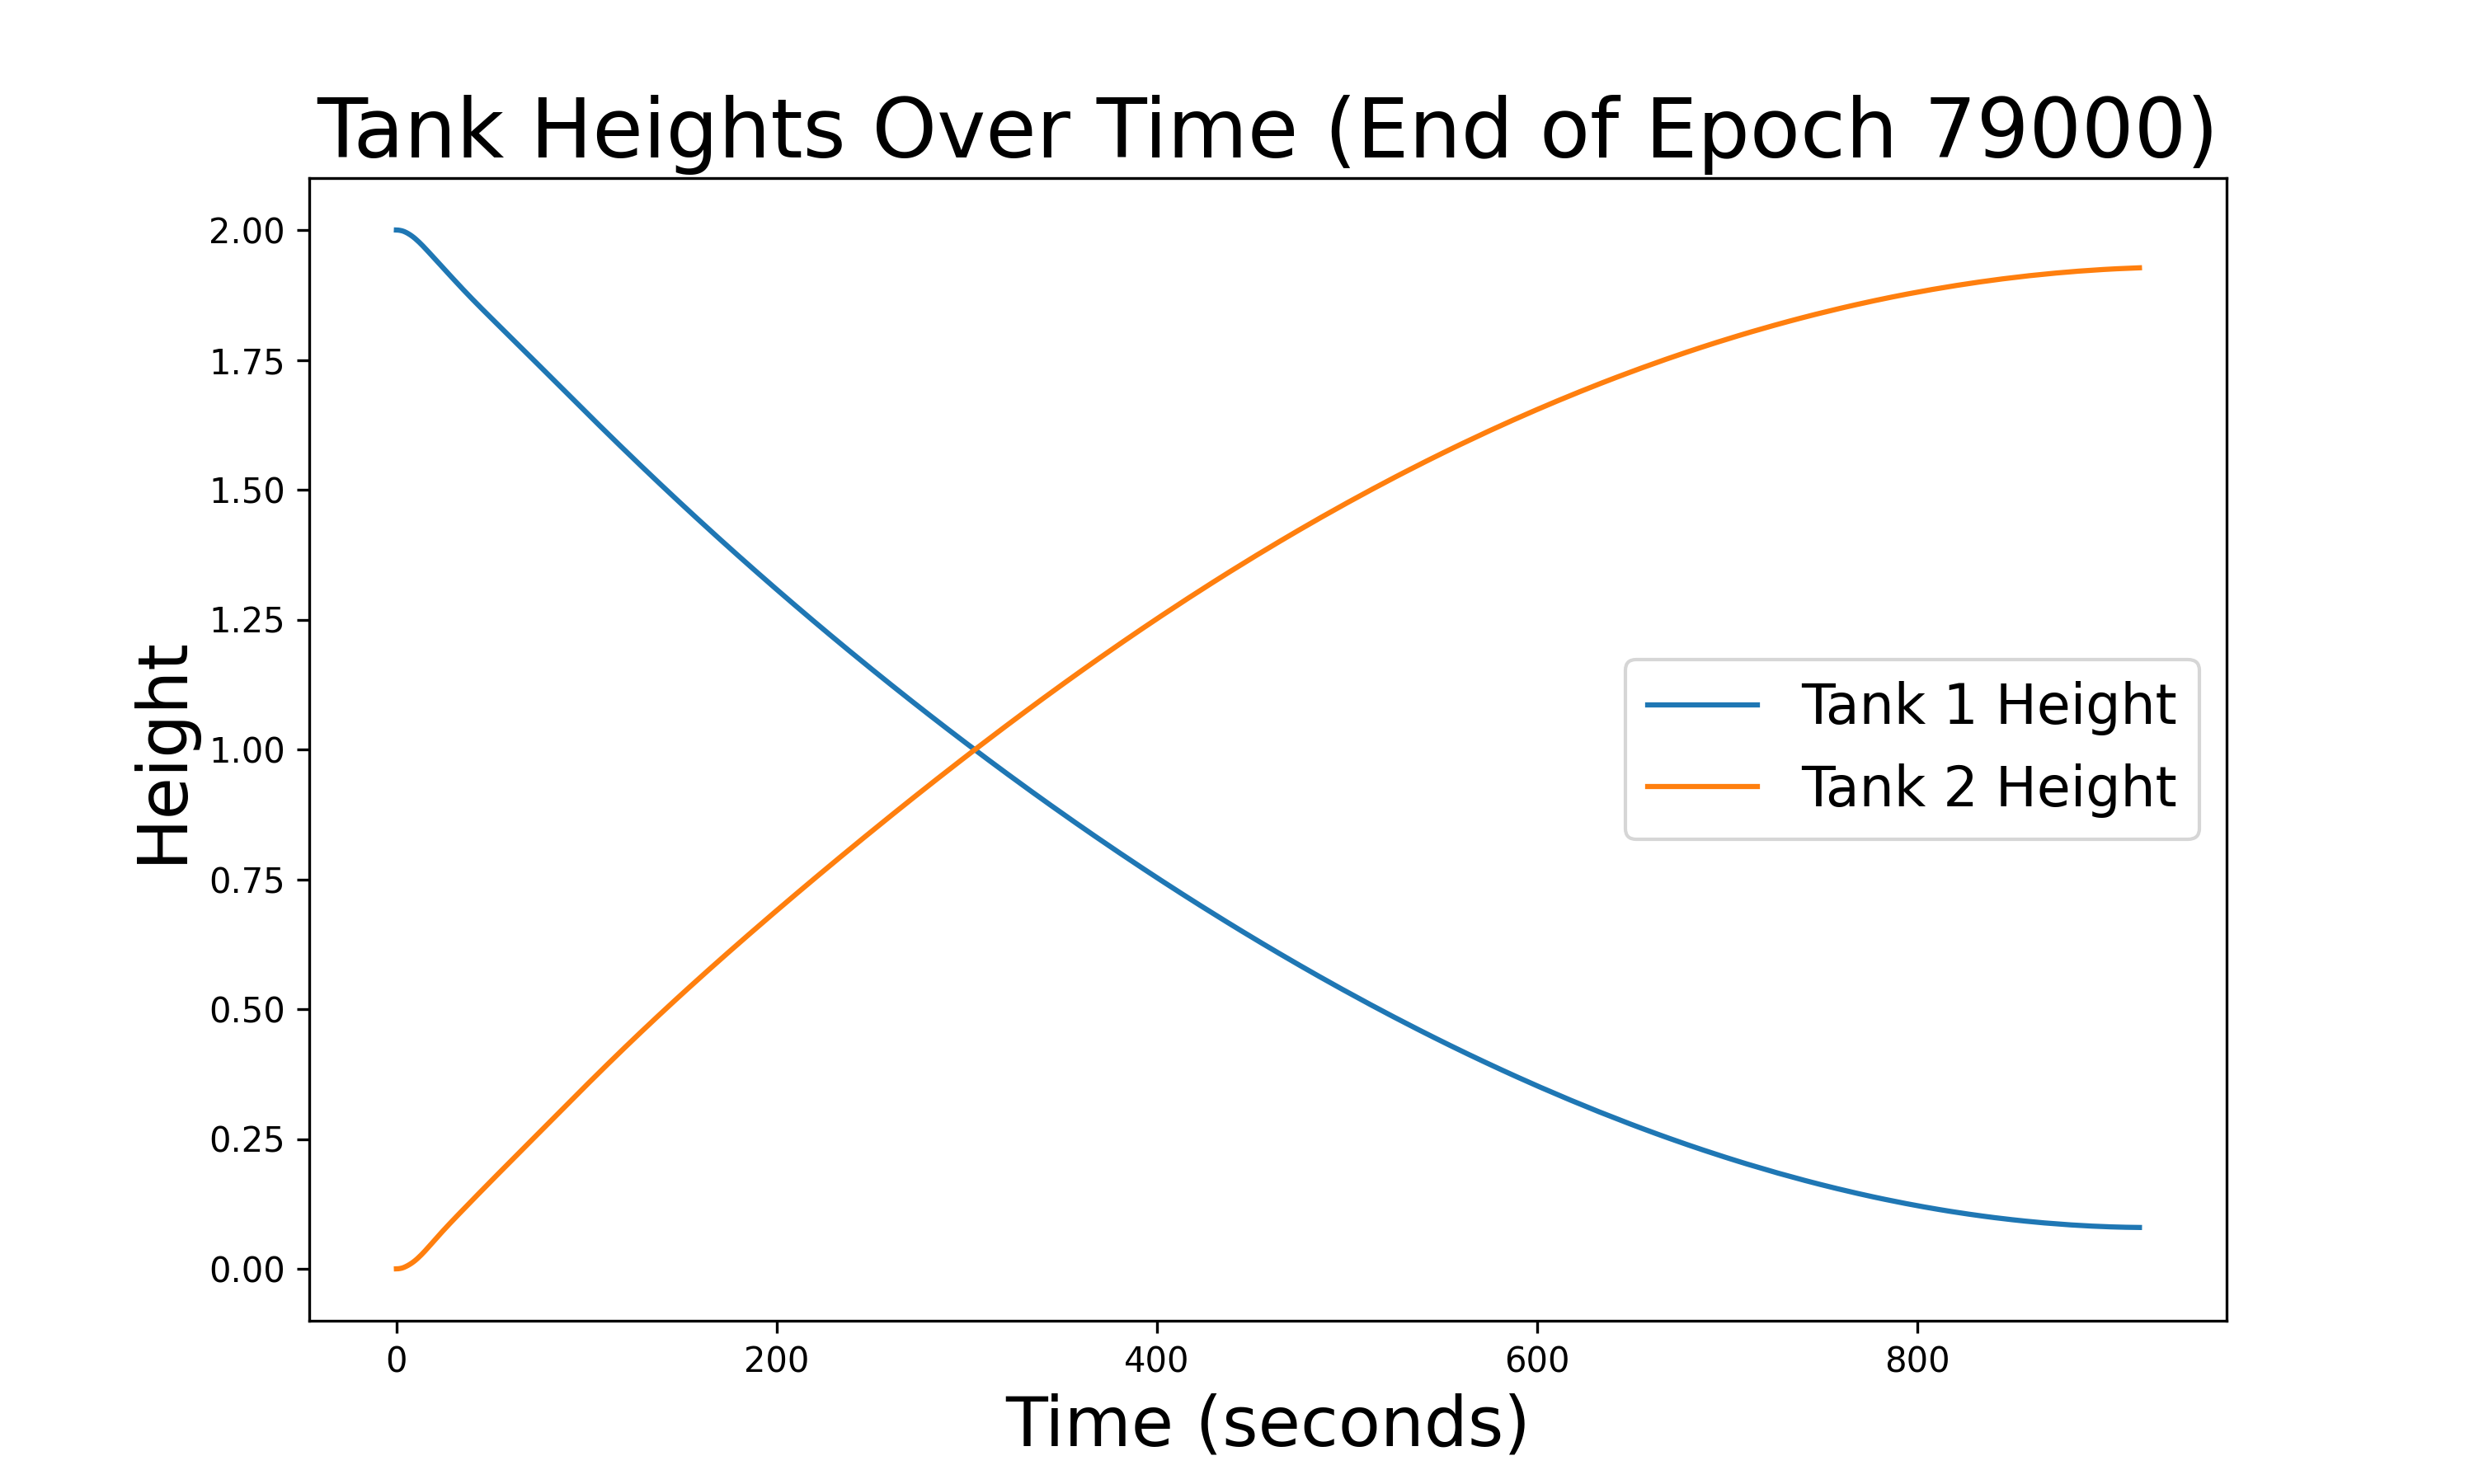 Tank Heights Over Time (End of Epoch 79000)
Height
2.00
1.75
1.50
1.25
1.00
0.75
0.50
0.25
0.00
Tank 1 Height
Tank 2 Height
0 200 400 600 800
Time (seconds)